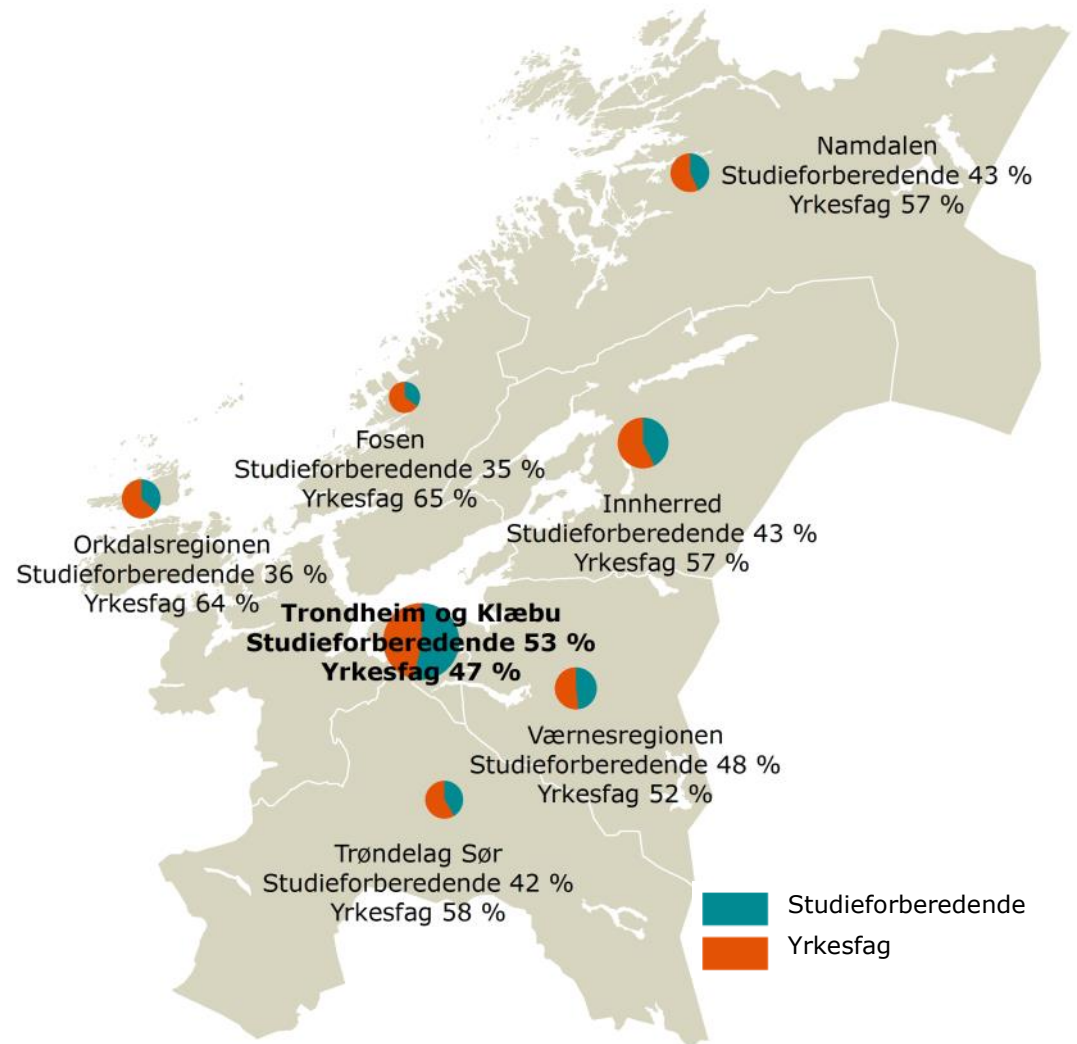 Namdalen
Studieforberedende 43 %
Yrkesfag 57 %
Fosen
Studieforberedende 35 %
Yrkesfag 65 %
Innherred
Studieforberedende 43 %
Yrkesfag 57 %
Orkdalsregionen
Studieforberedende 36 %
Yrkesfag 64 %
Trondheim og Klæbu
Studieforberedende 53 %
Yrkesfag 47 %
Værnesregionen
Studieforberedende 48 %
Yrkesfag 52 %
Trøndelag Sør
Studieforberedende 42 %
Yrkesfag 58 %
Studieforberedende
Yrkesfag